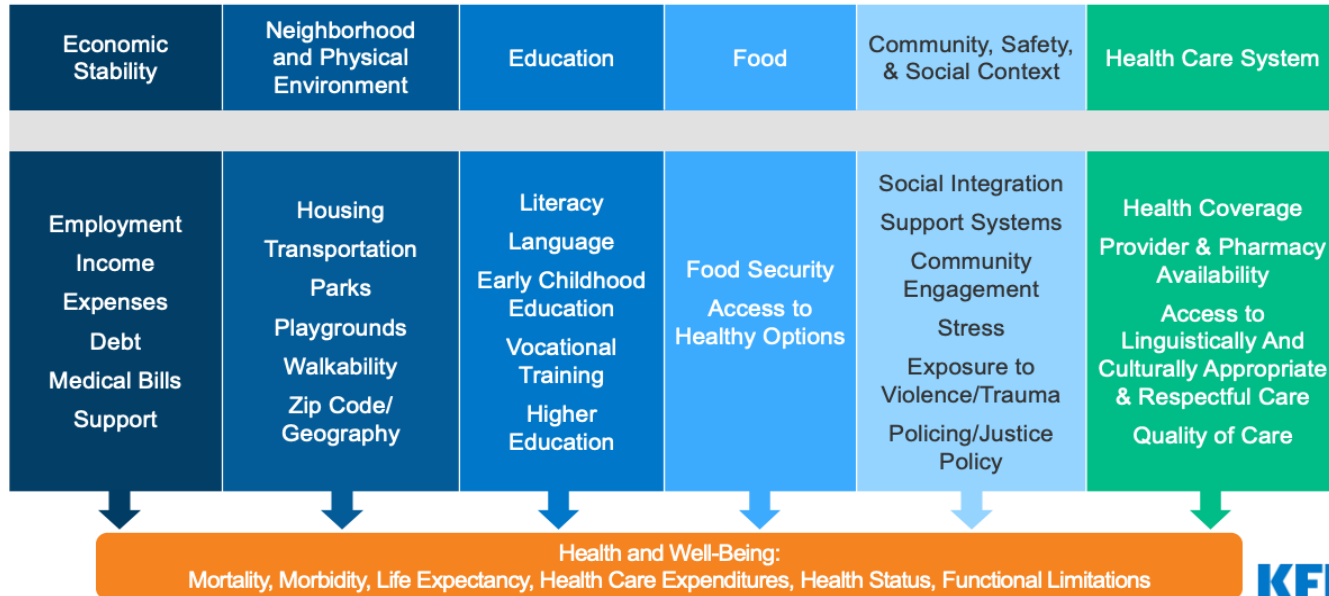 Economic
Stability
Neighborhood
and Physical
Environment
Education
Food
Community, Safety,
& Social Context
Health Care System
Employment
Income
Expenses
Debt
Medical Bills
Support
Housing
Transportation
Parks
Playgrounds
Walkability
Zip Code/
Geography
Literacy
Language
Early Childhood
Education
Vocational
Training
Higher
Education
Food Security
Access to
Healthy Options
Social Integration
Support Systems
Community
Engagement
Stress
Exposure to
Violence/Trauma
Policing/Justice
Policy
Health Coverage
Provider & Pharmacy
Availability
Access to
Linguistically And
Culturally Appropriate
& Respectful Care
Quality of Care
Health and Well-Being:
Mortality, Morbidity, Life Expectancy, Health Care Expenditures, Health Status, Functional Limitations